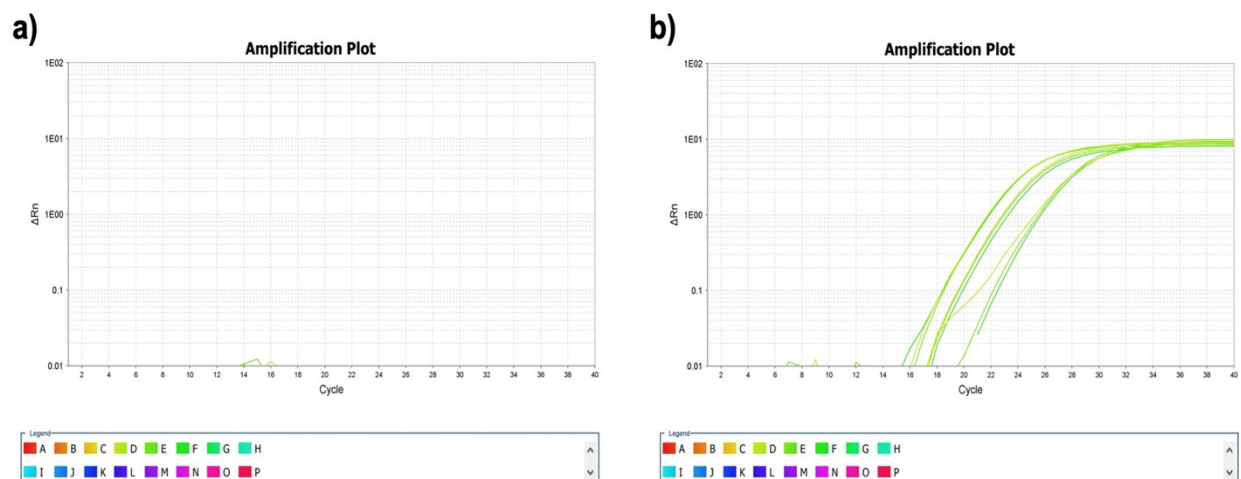 a)
Amplification Plot
1E02
1E01
1E00
0.1
0.01
ΔRn
2 4 6 8 10 12 14 16 18 20 22 24 26 28 30 32 34 36 38 40
Cycle
Legend
A B C D E F G H
I J K L M N O P
b)
Amplification Plot
1E02
1E01
1E00
0.1
0.01
ΔRn
2 4 6 8 10 12 14 16 18 20 22 24 26 28 30 32 34 36 38 40
Cycle
Legend
A B C D E F G H
I J K L M N O P